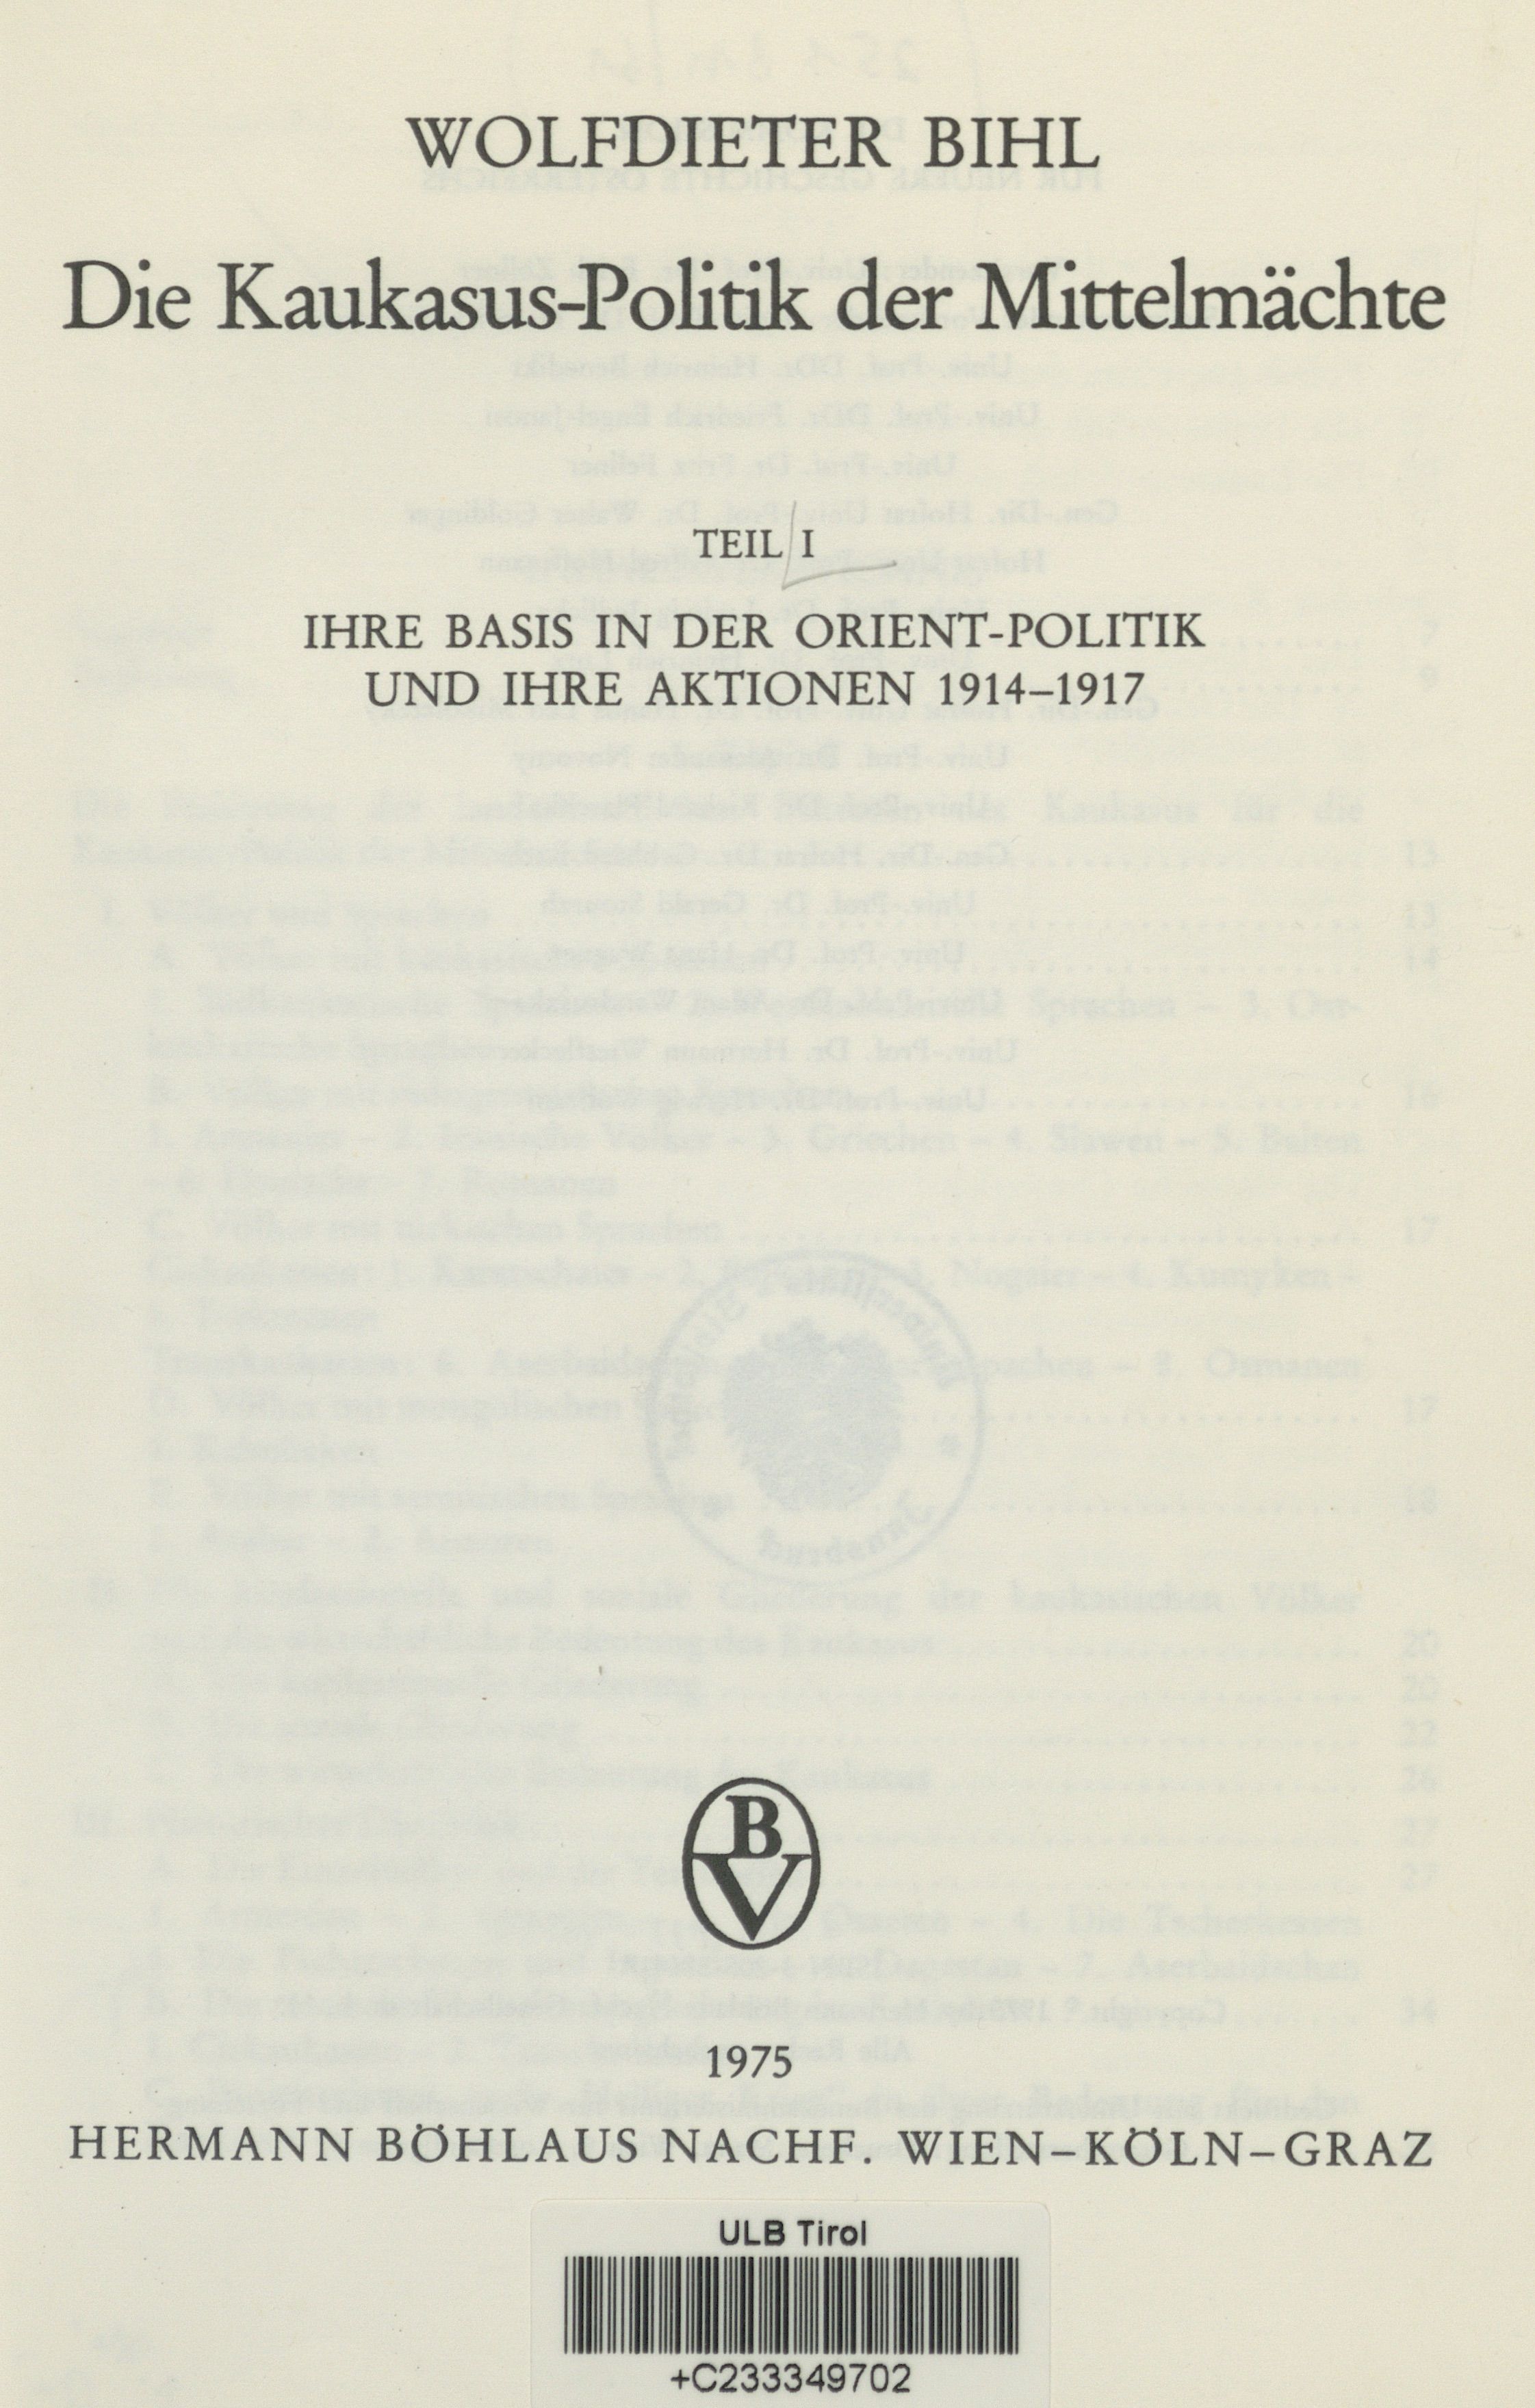 WOLFDIETER BIHL
Die Kaukasus-Politik der Mittelmächte
TEIL I
IHRE BASIS IN DER ORIENT-POLITIK
UND IHRE AKTIONEN 1914–1917
B
V
1975
HERMANN BÖHLAUS NACHF. WIEN–KÖLN–GRAZ
ULB Tirol
+C233349702